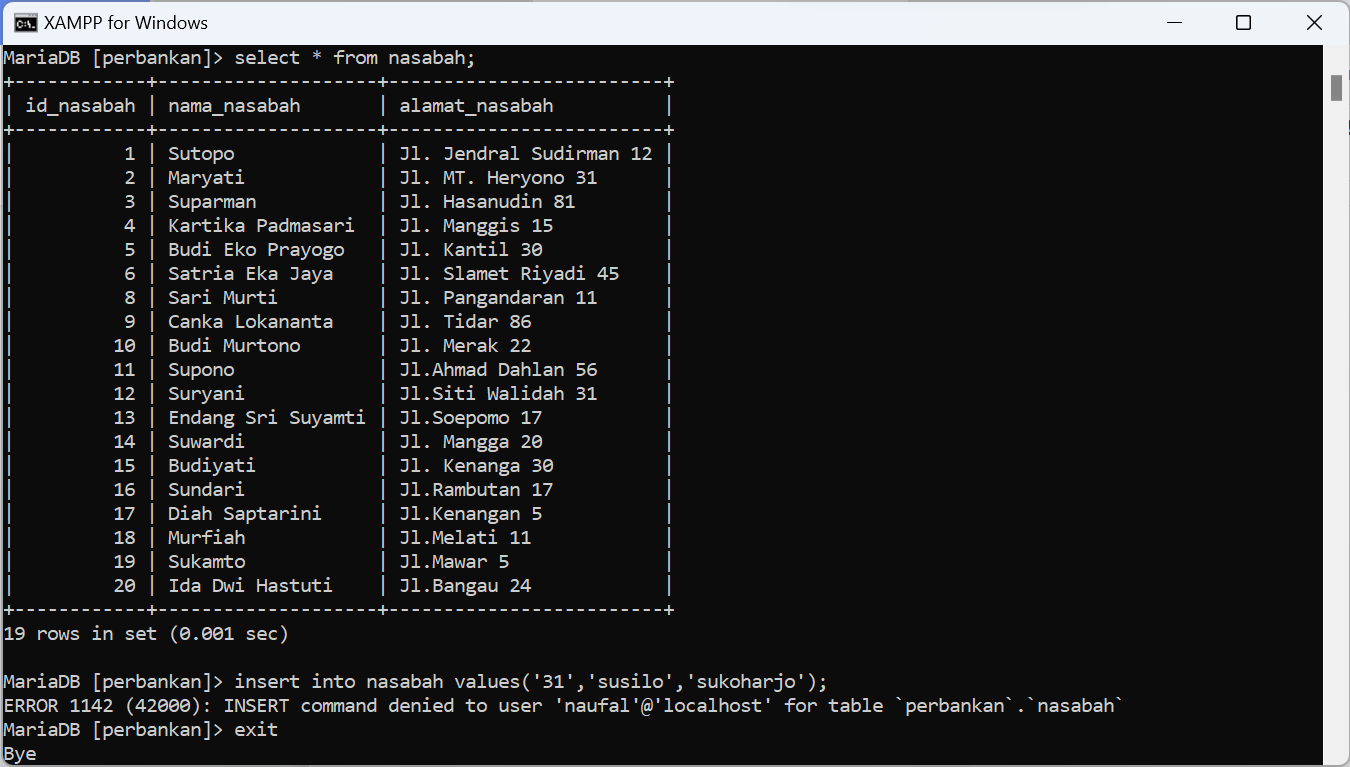 XAMPP for Windows
MariaDB [perbankan]> select * from nasabah;
+------------+--------------------+-------------------------+
| id_nasabah | nama_nasabah       | alamat_nasabah          |
+------------+--------------------+-------------------------+
|          1 | Sutopo             | Jl. Jendral Sudirman 12 |
|          2 | Maryati            | Jl. MT. Heryono 31      |
|          3 | Suparman           | Jl. Hasanudin 81        |
|          4 | Kartika Padmasari  | Jl. Manggis 15          |
|          5 | Budi Eko Prayogo   | Jl. Kantil 30           |
|          6 | Satria Eka Jaya    | Jl. Slamet Riyadi 45    |
|          8 | Sari Murti         | Jl. Pangandaran 11      |
|          9 | Canka Lokananta    | Jl. Tidar 86            |
|         10 | Budi Murtono       | Jl. Merak 22            |
|         11 | Supono             | Jl.Ahmad Dahlan 56      |
|         12 | Suryani            | Jl.Siti Walidah 31      |
|         13 | Endang Sri Suyamti | Jl.Soepomo 17           |
|         14 | Suwardi            | Jl. Mangga 20           |
|         15 | Budiyati           | Jl. Kenanga 30          |
|         16 | Sundari            | Jl.Rambutan 17          |
|         17 | Diah Saptarini     | Jl.Kenangan 5           |
|         18 | Murfiah            | Jl.Melati 11            |
|         19 | Sukamto            | Jl.Mawar 5              |
|         20 | Ida Dwi Hastuti    | Jl.Bangau 24            |
+------------+--------------------+-------------------------+
19 rows in set (0.001 sec)
MariaDB [perbankan]> insert into nasabah values('31','susilo','sukoharjo');
ERROR 1142 (42000): INSERT command denied to user 'naufal'@'localhost' for table `perbankan`.`nasabah`
MariaDB [perbankan]> exit
Bye